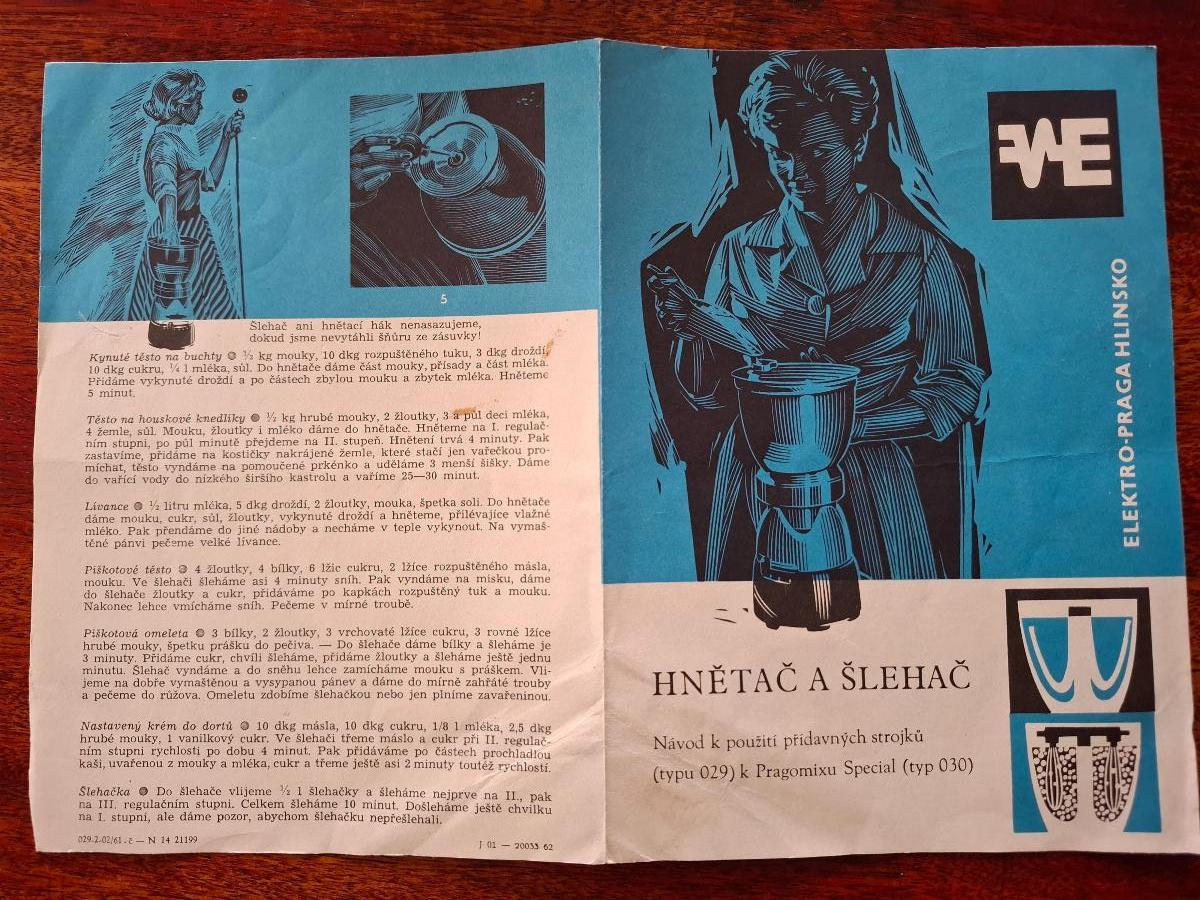 5
Šlehač ani hnětací hák nenasazujeme,
dokud jsme nevytáhli šňůru ze zásuvky!
Kynuté těsto na buchty ● ½ kg mouky, 10 dkg rozpuštěného tuku, 3 dkg droždí,
10 dkg cukru, ¼ l mléka, sůl. Do hnětače dáme část mouky, přísady a část mléka.
Přidáme vykynuté droždí a po částech zbylou mouku a zbytek mléka. Hněteme
5 minut.
Těsto na houskové knedlíky ● ½ kg hrubé mouky, 2 žloutky, 3 a půl deci mléka,
4 žemle, sůl. Mouku, žloutky i mléko dáme do hnětače. Hněteme na I. regulač-
ním stupni, po půl minutě přejdeme na II. stupeň. Hnětení trvá 4 minuty. Pak
zastavíme, přidáme na kostičky nakrájené žemle, které stačí jen vařečkou pro-
míchat, těsto vyndáme na pomoučené prkénko a uděláme 3 menší šišky. Dáme
do vařící vody do nízkého širšího kastrolu a vaříme 25—30 minut.
Lívance ● ½ litru mléka, 5 dkg droždí, 2 žloutky, mouka, špetka soli. Do hnětače
dáme mouku, cukr, sůl, žloutky, vykynuté droždí a hněteme, přilévajíce vlažné
mléko. Pak přendáme do jiné nádoby a necháme v teple vykynout. Na vymaš-
těné pánvi pečeme velké lívance.
Piškotové těsto ● 4 žloutky, 4 bílky, 6 lžic cukru, 2 lžíce rozpuštěného másla,
mouku. Ve šlehači šleháme asi 4 minuty sníh. Pak vyndáme na misku, dáme
do šlehače žloutky a cukr, přidáváme po kapkách rozpuštěný tuk a mouku.
Nakonec lehce vmícháme sníh. Pečeme v mírné troubě.
Piškotová omeleta ● 3 bílky, 2 žloutky, 3 vrchovaté lžíce cukru, 3 rovné lžíce
hrubé mouky, špetku prášku do pečiva. — Do šlehače dáme bílky a šleháme je
3 minuty. Přidáme cukr, chvíli šleháme, přidáme žloutky a šleháme ještě jednu
minutu. Šlehač vyndáme a do sněhu lehce zamícháme mouku s práškem. Vli-
jeme na dobře vymaštěnou a vysypanou pánev a dáme do mírně zahřáté trouby
a pečeme do růžova. Omeletu zdobíme šlehačkou nebo jen plníme zavařeninou.
Nastavený krém do dortů ● 10 dkg másla, 10 dkg cukru, 1/8 l mléka, 2,5 dkg
hrubé mouky, 1 vanilkový cukr. Ve šlehači třeme máslo a cukr při II. regulač-
ním stupni rychlosti po dobu 4 minut. Pak přidáváme po částech prochladlou
kaši, uvařenou z mouky a mléka, cukr a třeme ještě asi 2 minuty toutéž rychlostí.
Šlehačka ● Do šlehače vlijeme ½ l šlehačky a šleháme nejprve na II., pak
na III. regulačním stupni. Celkem šleháme 10 minut. Došleháme ještě chvilku
na I. stupni, ale dáme pozor, abychom šlehačku nepřešlehali.
029-2-02/61-č — N 14 21199
J 01 — 20033 62
ELEKTRO-PRAGA HLINSKO
HNĚTAČ A ŠLEHAČ
Návod k použití přídavných strojků
(typu 029) k Pragomixu Special (typ 030)